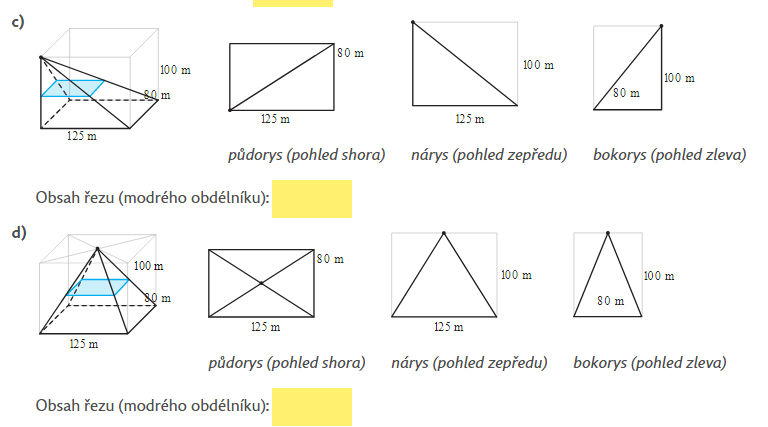 c)
100 m
80 m
125 m
80 m
125 m
100 m
125 m
100 m
80 m
půdorys (pohled shora)
nárys (pohled zepředu)
bokorys (pohled zleva)
Obsah řezu (modrého obdélníku):
d)
100 m
80 m
125 m
80 m
125 m
100 m
125 m
100 m
80 m
půdorys (pohled shora)
nárys (pohled zepředu)
bokorys (pohled zleva)
Obsah řezu (modrého obdélníku):